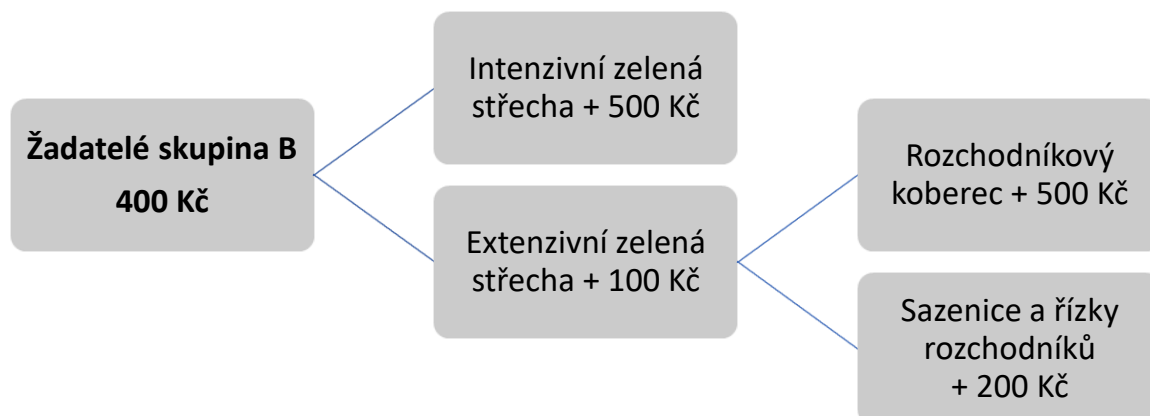 Žadatelé skupina B
400 Kč
Intenzivní zelená
střecha + 500 Kč
Extenzivní zelená
střecha + 100 Kč
Rozchodníkový
koberec + 500 Kč
Sazenice a řízky
rozchodníků
+ 200 Kč